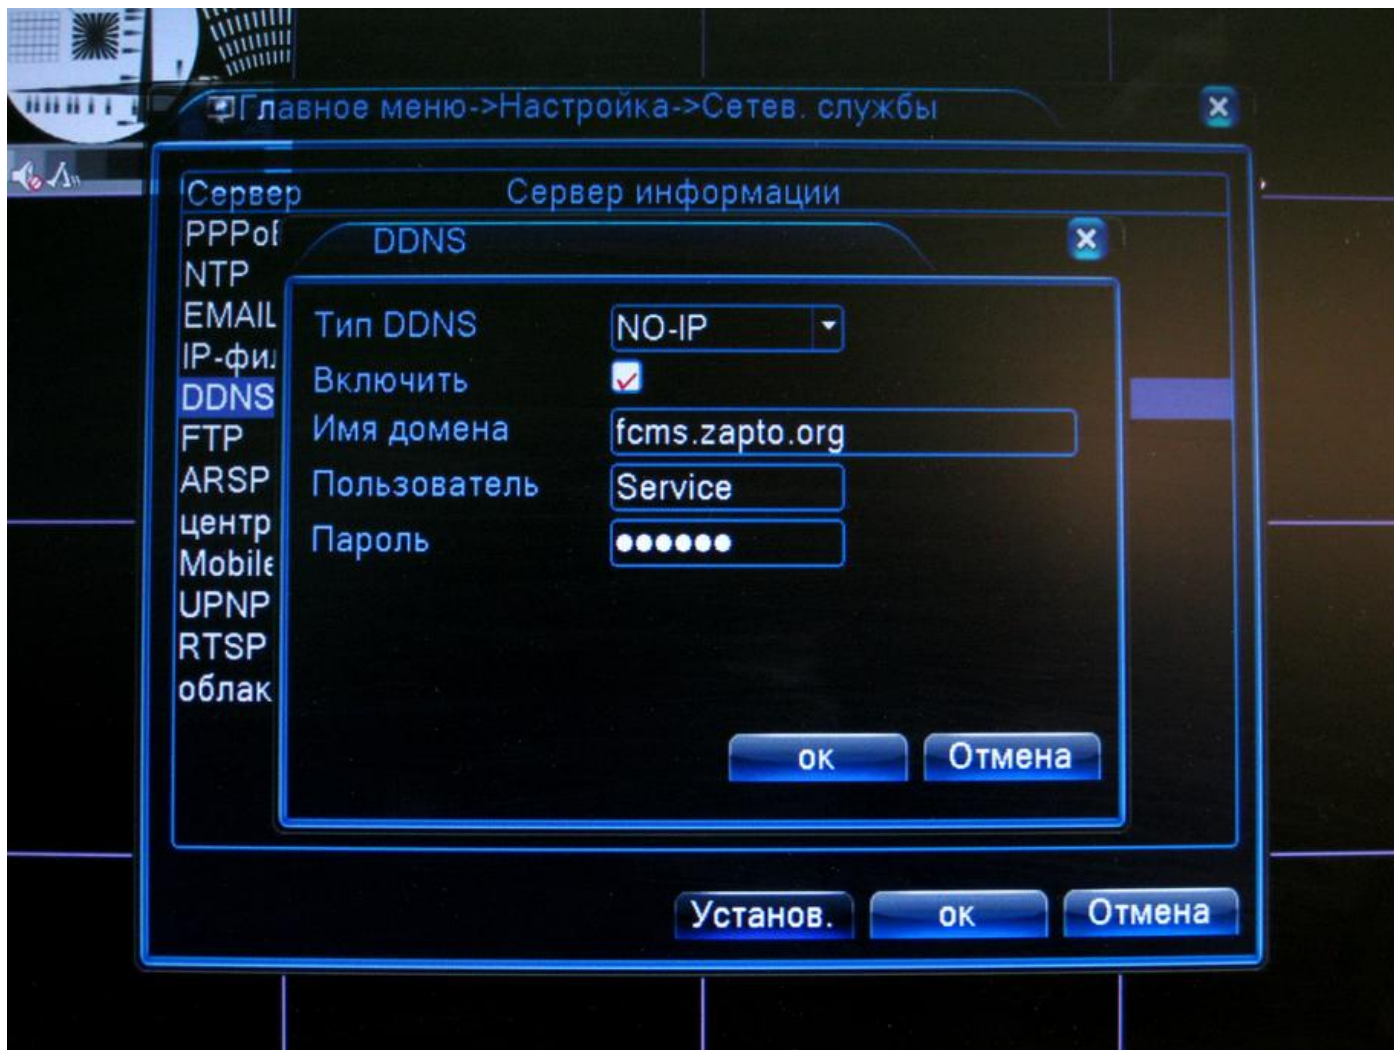 Главное меню->Настройка->Сетев. службы
Сервер Сервер информации
PPPoE
NTP
EMAIL
IP-фил
DDNS
FTP
ARSP
центр
Mobile
UPNP
RTSP
облак
DDNS
Тип DDNS NO-IP
Включить
Имя домена fcms.zapto.org
Пользователь Service
Пароль ●●●●●●
ок Отмена
Установ. ок Отмена